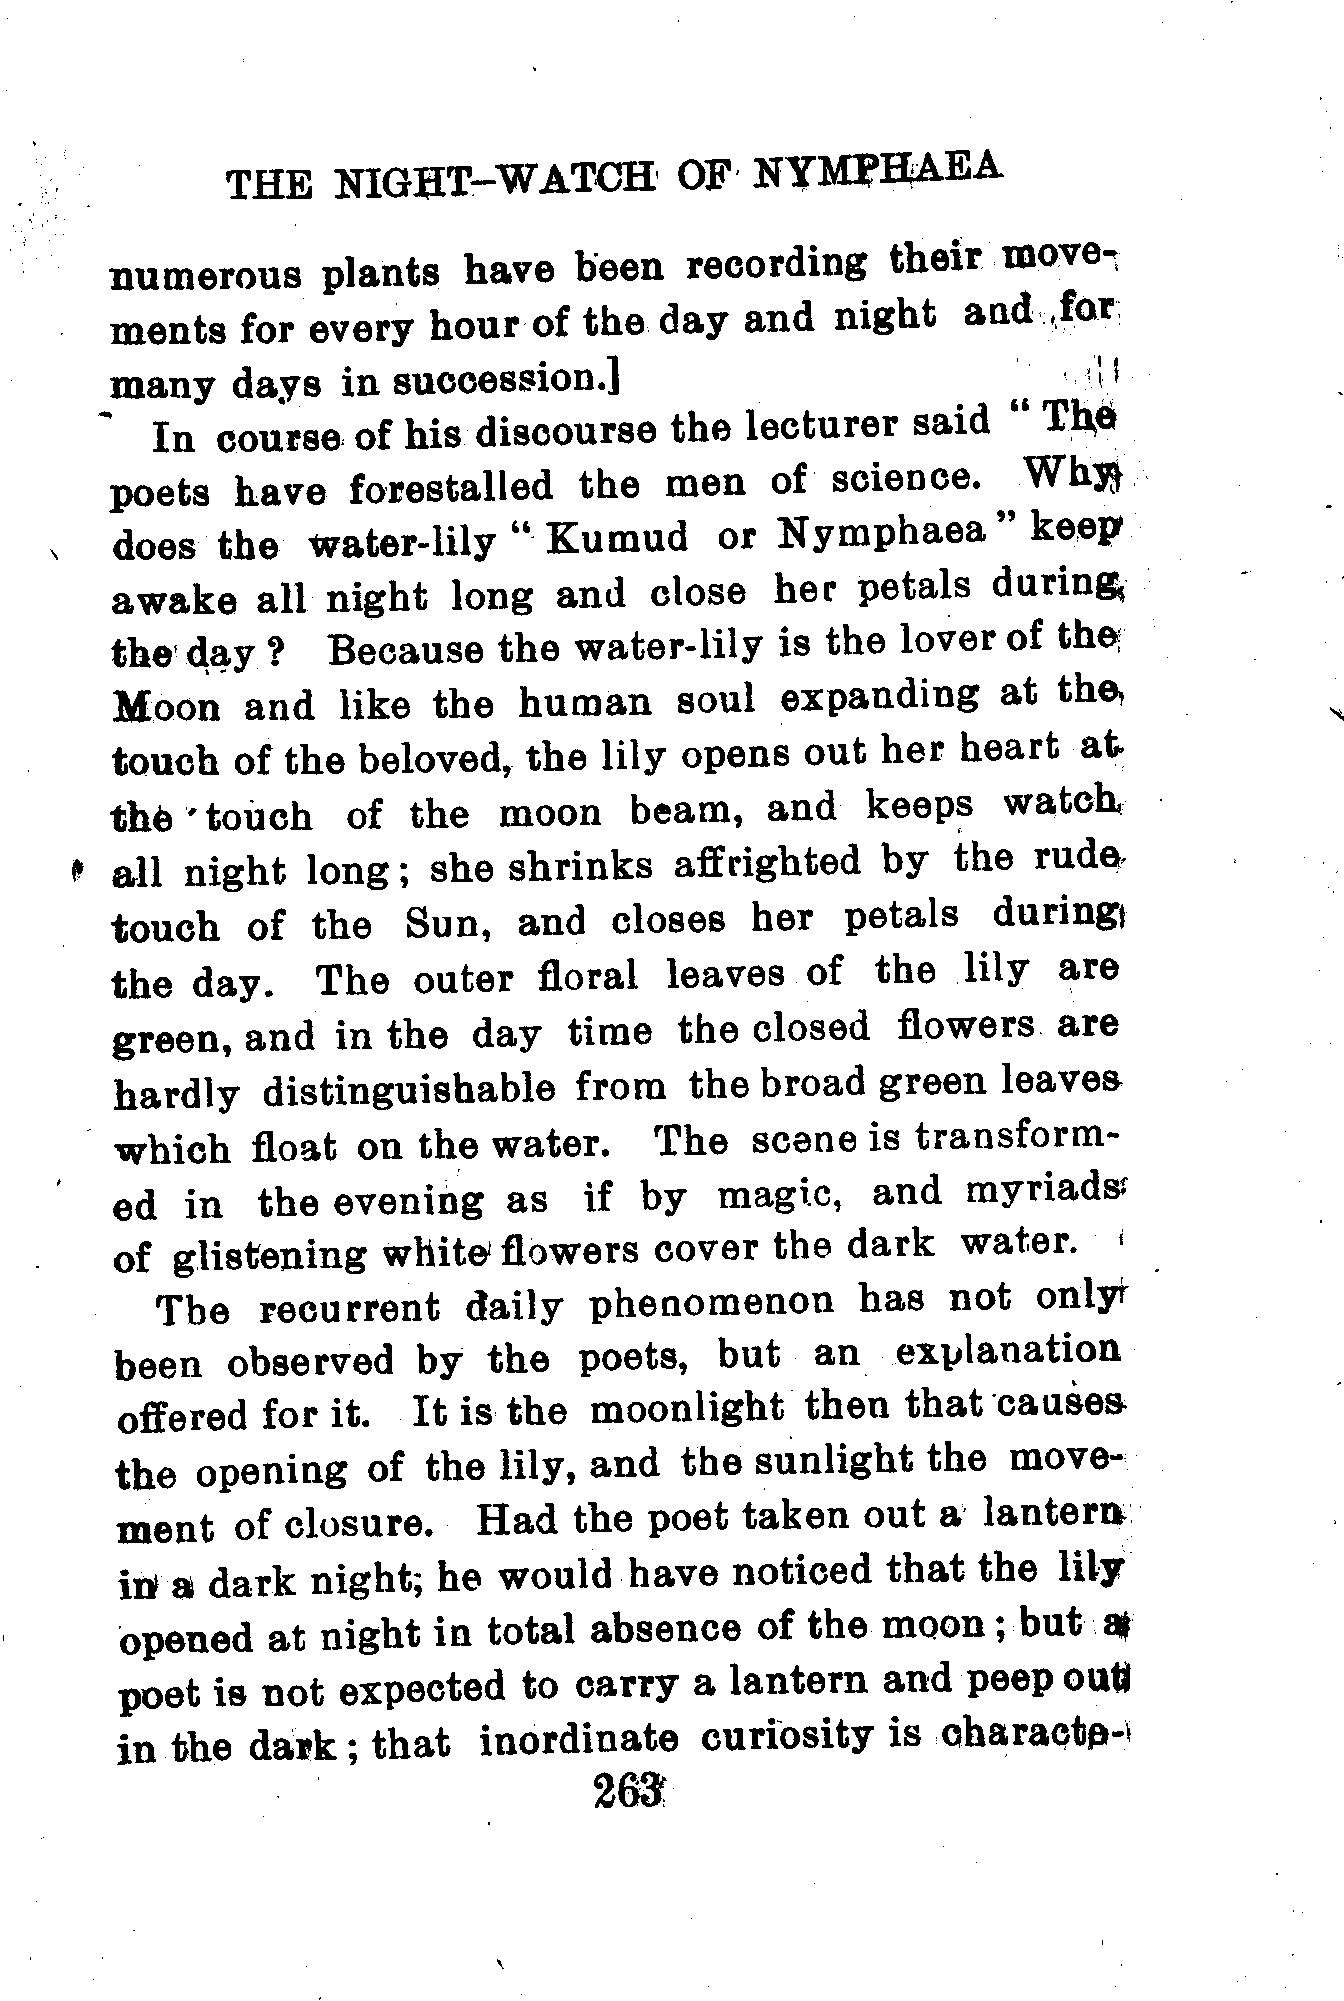 THE NIGHT-WATCH OF NYMPHAEA
numerous plants have been recording their move-
ments for every hour of the day and night and for
many days in succession.]
In course of his discourse the lecturer said " The
poets have forestalled the men of science. Why
does the water-lily " Kumud or Nymphaea " keep
awake all night long and close her petals during
the day ? Because the water-lily is the lover of the
Moon and like the human soul expanding at the
touch of the beloved, the lily opens out her heart at
the touch of the moon beam, and keeps watch
all night long ; she shrinks affrighted by the rude
touch of the Sun, and closes her petals during
the day. The outer floral leaves of the lily are
green, and in the day time the closed flowers are
hardly distinguishable from the broad green leaves
which float on the water. The scene is transform-
ed in the evening as if by magic, and myriads
of glistening white flowers cover the dark water.
The recurrent daily phenomenon has not only
been observed by the poets, but an explanation
offered for it. It is the moonlight then that causes
the opening of the lily, and the sunlight the move-
ment of closure. Had the poet taken out a lantern
in a dark night; he would have noticed that the lily
opened at night in total absence of the moon ; but a
poet is not expected to carry a lantern and peep out
in the dark ; that inordinate curiosity is characte-
263